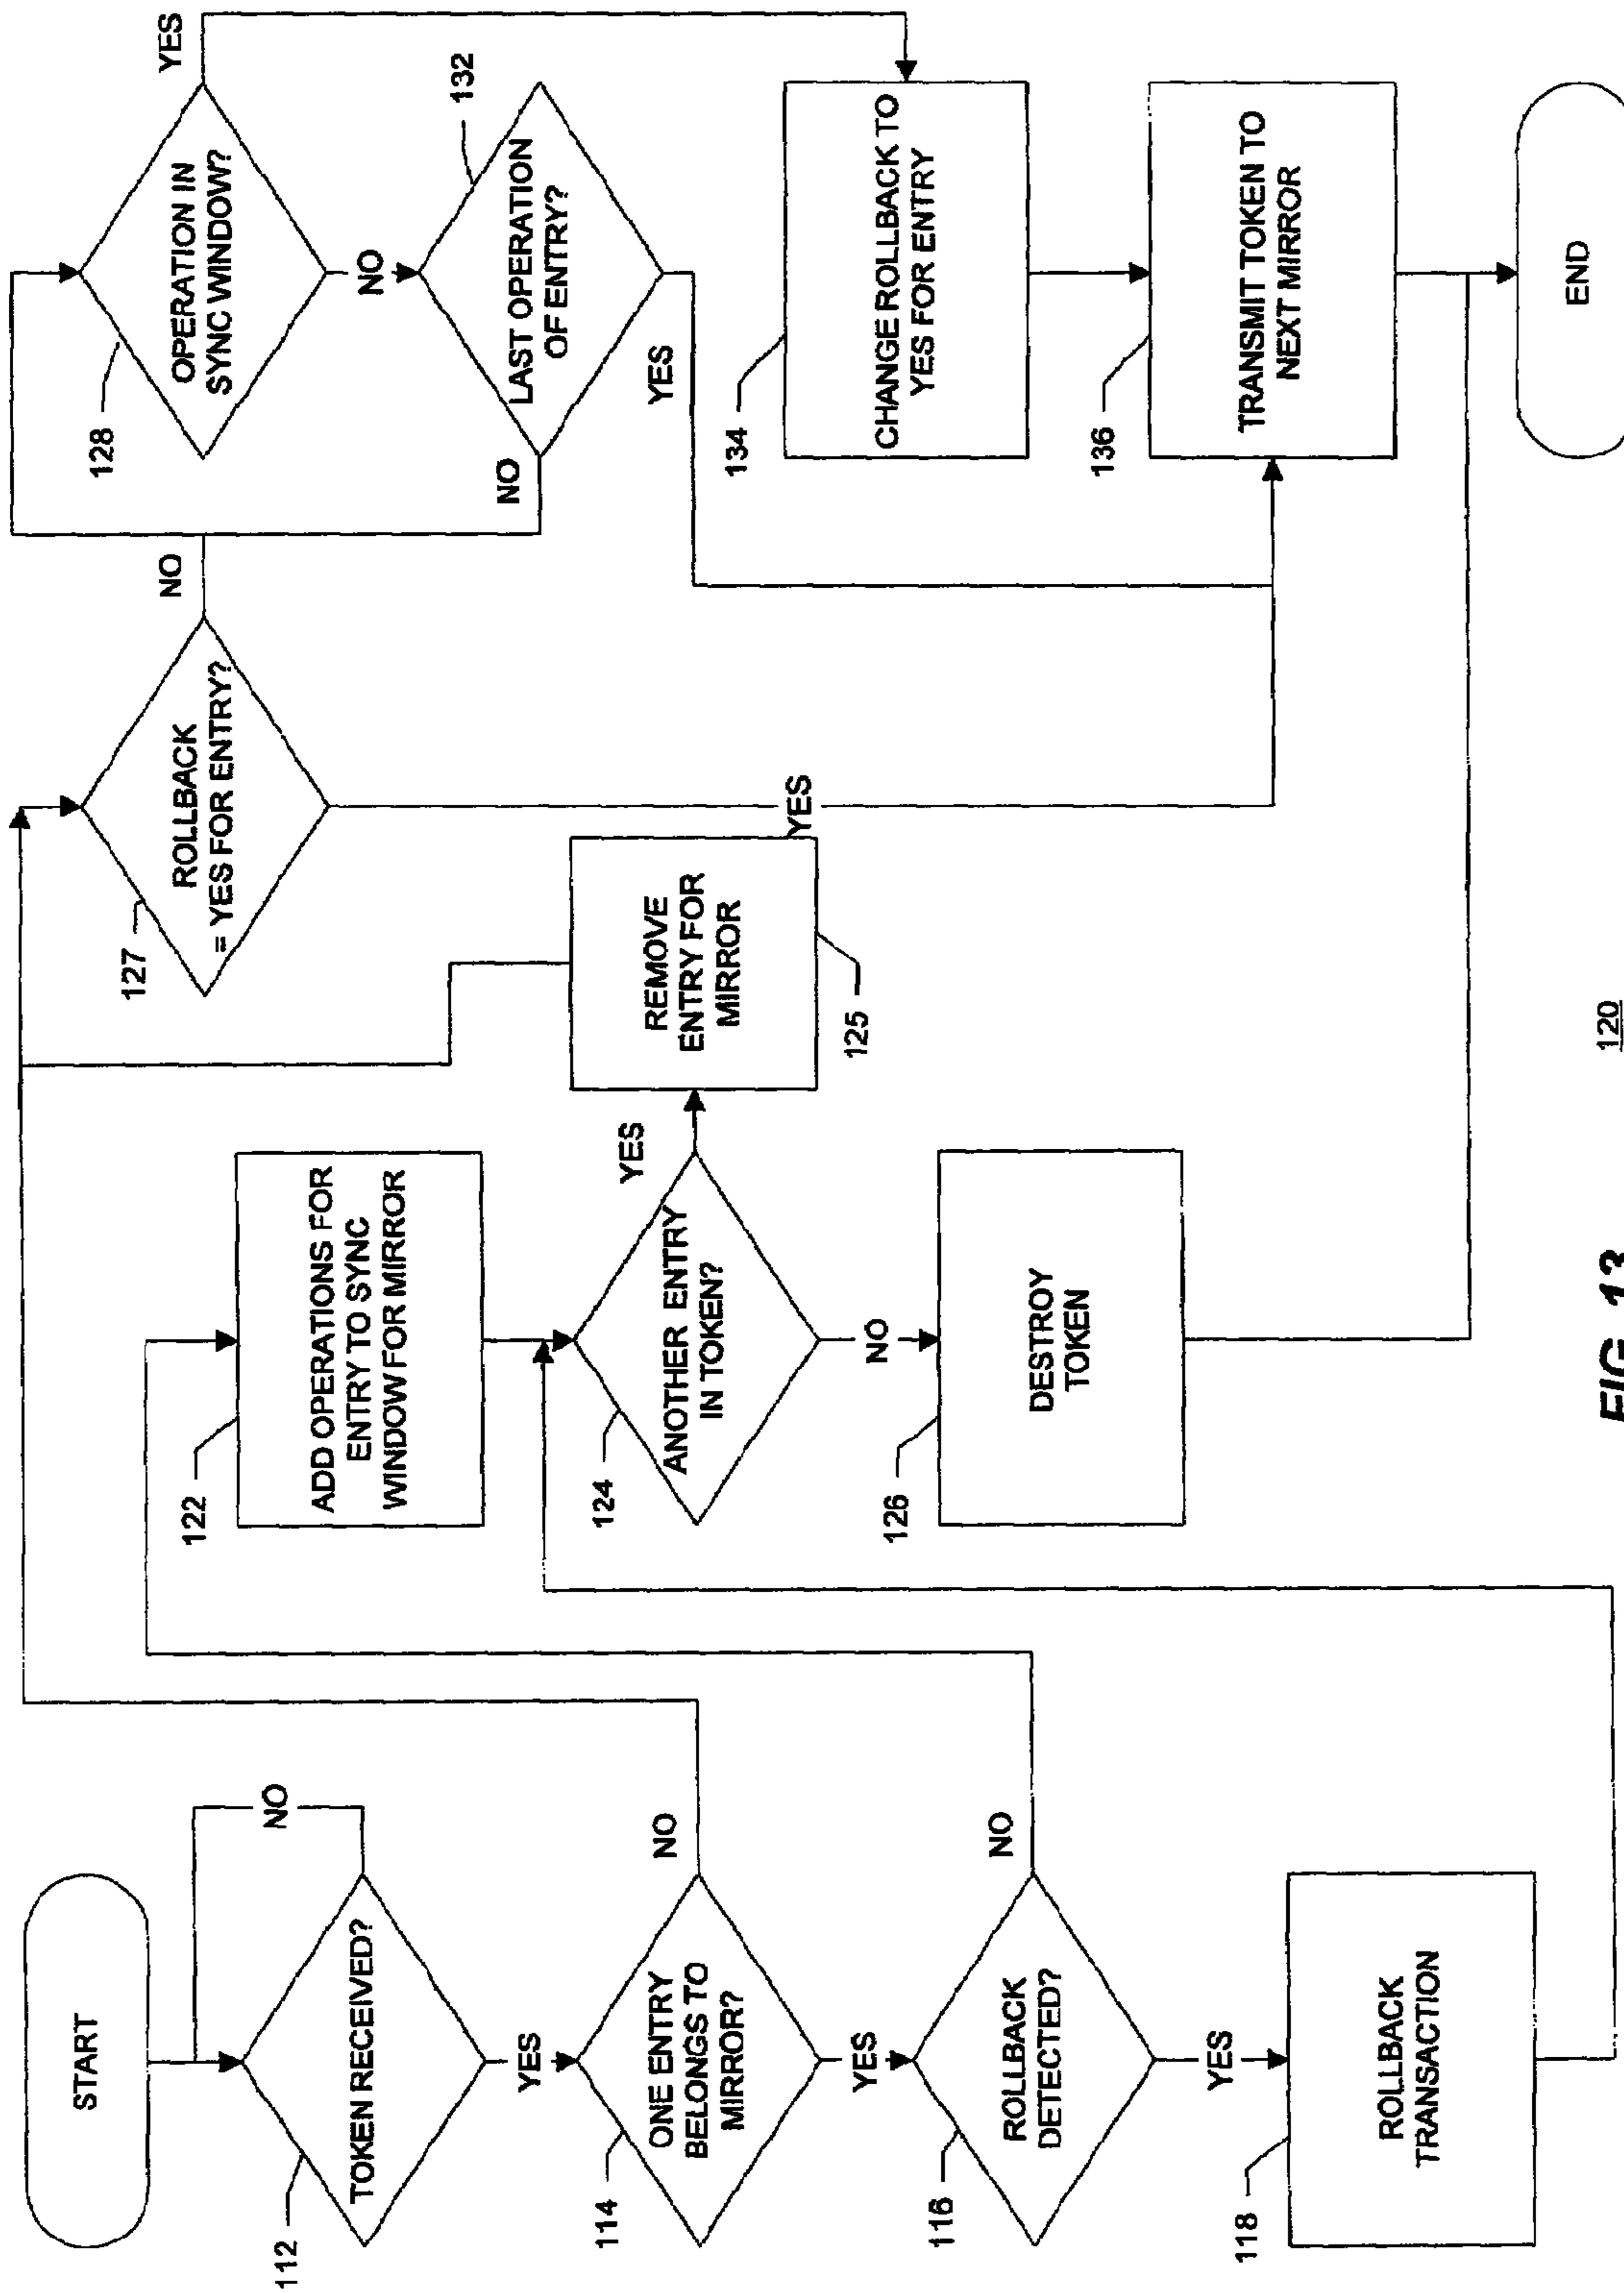 START
112
TOKEN RECEIVED?
NO
YES
114
ONE ENTRY
BELONGS TO
MIRROR?
NO
YES
116
ROLLBACK
DETECTED?
NO
YES
118
ROLLBACK
TRANSACTION
122
ADD OPERATIONS FOR
ENTRY TO SYNC
WINDOW FOR MIRROR
124
ANOTHER ENTRY
IN TOKEN?
YES
NO
126
DESTROY
TOKEN
REMOVE
ENTRY FOR
MIRROR
125
127
ROLLBACK
= YES FOR ENTRY?
NO
YES
128
OPERATION IN
SYNC WINDOW?
YES
NO
132
LAST OPERATION
OF ENTRY?
NO
YES
134
CHANGE ROLLBACK TO
YES FOR ENTRY
136
TRANSMIT TOKEN TO
NEXT MIRROR
END
120
FIG. 13